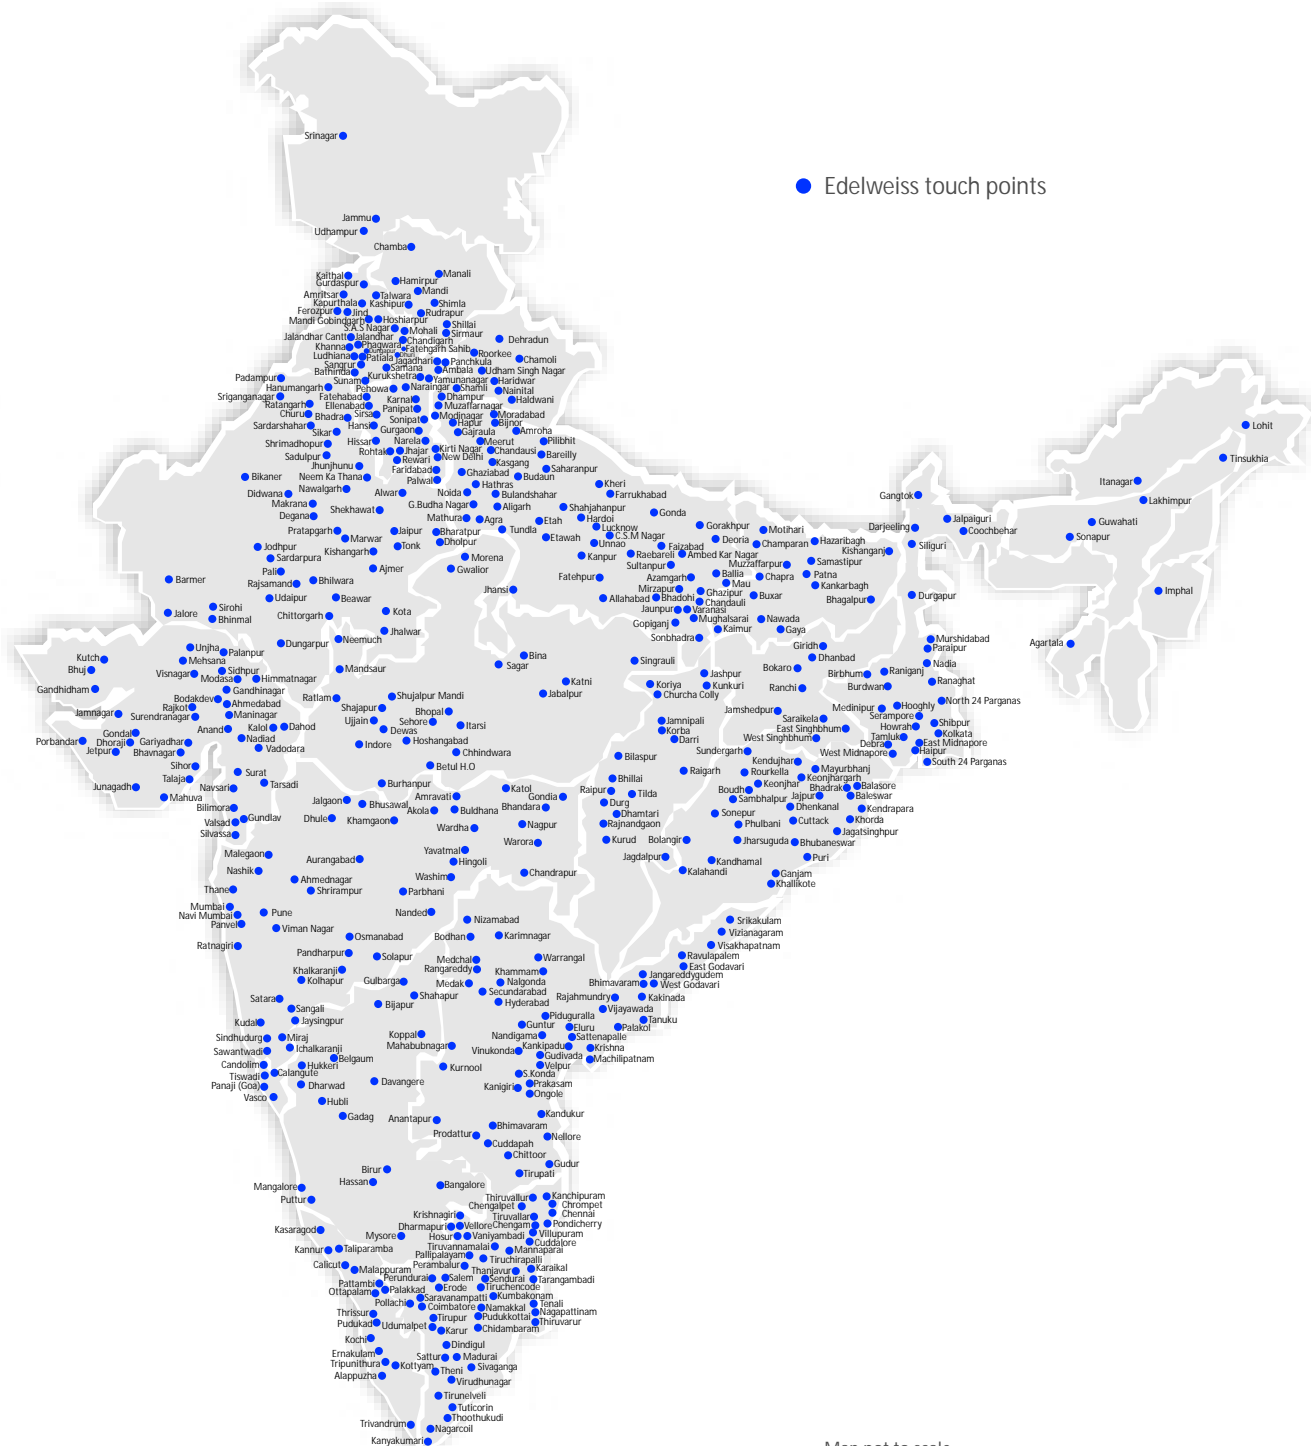 Srinagar
Edelweiss touch points
Jammu
Udhampur
Chamba
Kaithal
Manali
Gurdaspur
Hamirpur
Amritsar
Talwara
Mandi
Kapurthala
Kashipur
Shimla
Ferozpur
Jind
Rudrapur
Mandi Gobindgarh
Hoshiarpur
Shillai
S.A.S Nagar
Mohali
Sirmaur
Jalandhar Cantt
Jalandhar
Chandigarh
Dehradun
Khanna
Phagwara
Fatehgarh Sahib
Roorkee
Ludhiana
Patiala
Dhuri
Jagadhari
Panchkula
Chamoli
Sangrur
Samana
Ambala
Udham Singh Nagar
Bathinda
Kurukshetra
Yamunanagar
Haridwar
Padampur
Sunam
Hanumangarh
Pehowa
Naraingar
Shamli
Nainital
Sriganganagar
Fatehabad
Karnal
Dhampur
Haldwani
Ratangarh
Ellenabad
Panipat
Muzaffarnagar
Churu
Bhadra
Sirsa
Sonipat
Modinagar
Moradabad
Sardarshahar
Hansi
Hapur
Bijnor
Sikar
Gurgaon
Gajraula
Amroha
Shrimadhopur
Hissar
Narela
Meerut
Pilibhit
Sadulpur
Rohtak
Jhajar
Kirti Nagar
Chandausi
Bareilly
Rewari
New Delhi
Kasgang
Jhunjhunu
Faridabad
Saharanpur
Bikaner
Neem Ka Thana
Palwal
Ghaziabad
Budaun
Nawalgarh
Hathras
Kheri
Didwana
Alwar
Noida
Bulandshahar
Farrukhabad
Makrana
G.Budha Nagar
Aligarh
Shahjahanpur
Degana
Shekhawat
Mathura
Agra
Etah
Hardoi
Gonda
Pratapgarh
Jaipur
Bharatpur
Tundla
Lucknow
Gorakhpur
Motihari
Marwar
Dholpur
Etawah
C.S.M Nagar
Deoria
Hazaribagh
Jodhpur
Kishangarh
Tonk
Unnao
Faizabad
Champaran
Kishanganj
Sardarpura
Morena
Kanpur
Raebareli
Ambed Kar Nagar
Samastipur
Pali
Ajmer
Gwalior
Sultanpur
Muzzaffarpur
Barmer
Rajsamand
Bhilwara
Fatehpur
Azamgarh
Ballia
Chapra
Patna
Jhansi
Mirzapur
Mau
Kankarbagh
Udaipur
Beawar
Allahabad
Bhadohi
Ghazipur
Buxar
Bhagalpur
Jalore
Sirohi
Kota
Jaunpur
Chandauli
Bhinmal
Chittorgarh
Varanasi
Gopiganj
Mughalsarai
Nawada
Jhalwar
Kaimur
Gaya
Dungarpur
Neemuch
Sonbhadra
Giridh
Lohit
Tinsukhia
Itanagar
Gangtok
Lakhimpur
Darjeeling
Jalpaiguri
Guwahati
Coochbehar
Sonapur
Siliguri
Durgapur
Imphal
Agartala
Murshidabad
Paraipur
Unjha
Palanpur
Bina
Dhanbad
Nadia
Kutch
Mehsana
Sagar
Singrauli
Bokaro
Raniganj
Bhuj
Visnagar
Sidhpur
Mandsaur
Jashpur
Birbhum
Modasa
Himmatnagar
Katni
Koriya
Kunkuri
Ranchi
Burdwan
Ranaghat
Gandhidham
Gandhinagar
Jabalpur
Churcha Colly
Bodakdev
Ratlam
Shujalpur Mandi
North 24 Parganas
Rajkot
Ahmedabad
Shajapur
Jamshedpur
Medinipur
Hooghly
Jamnagar
Surendranagar
Maninagar
Bhopal
Jamnipali
Saraikela
Serampore
Ujjain
Sehore
Itarsi
Shibpur
Gondal
Anand
Kalol
Dahod
Dewas
Korba
East Singhbhum
Howrah
Kolkata
Porbandar
Dhoraji
Gariyadhar
Nadiad
Darri
West Singhbhum
Tamluk
Indore
Hoshangabad
Debra
East Midnapore
Jetpur
Bhavnagar
Vadodara
Chhindwara
Bilaspur
Sundergarh
West Midnapore
Haipur
Sihor
Betul H.O
Kendujhar
South 24 Parganas
Surat
Raigarh
Rourkella
Mayurbhanj
Talaja
Tarsadi
Burhanpur
Bhillai
Keonjhargarh
Junagadh
Navsari
Katol
Raipur
Keonjhar
Bhadrak
Balasore
Mahuva
Jalgaon
Amravati
Gondia
Tilda
Boudh
Jajpur
Baleswar
Bilimora
Bhusawal
Akola
Buldhana
Bhandara
Durg
Sambhalpur
Dhenkanal
Kendrapara
Valsad
Gundlav
Dhule
Khamgaon
Dhamtari
Sonepur
Cuttack
Khorda
Silvassa
Wardha
Nagpur
Rajnandgaon
Phulbani
Jagatsinghpur
Warora
Kurud
Bolangir
Jharsuguda
Bhubaneswar
Malegaon
Aurangabad
Yavatmal
Jagdalpur
Kandhamal
Puri
Nashik
Hingoli
Kalahandi
Ganjam
Ahmednagar
Washim
Chandrapur
Khallikote
Thane
Shrirampur
Parbhani
Mumbai
Pune
Nanded
Navi Mumbai
Nizamabad
Srikakulam
Panvel
Viman Nagar
Vizianagaram
Osmanabad
Bodhan
Karimnagar
Ratnagiri
Visakhapatnam
Pandharpur
Solapur
Medchal
Warrangal
Ravulapalem
Khalkaranji
Rangareddy
Khammam
East Godavari
Kolhapur
Gulbarga
Medak
Nalgonda
Jangareddygudem
Secundarabad
Bhimavaram
West Godavari
Satara
Shahapur
Hyderabad
Rajahmundry
Kakinada
Sangali
Bijapur
Vijayawada
Kudal
Jaysingpur
Piduguralla
Tanuku
Guntur
Eluru
Palakol
Sindhudurg
Miraj
Koppal
Nandigama
Sattenapalle
Ichalkaranji
Mahabubnagar
Kankipadu
Krishna
Sawantwadi
Vinukonda
Gudivada
Belgaum
Machilipatnam
Candolim
Hukkeri
Kurnool
Velpur
Tiswadi
Calangute
S.Konda
Panaji (Goa)
Dharwad
Davangere
Kanigiri
Prakasam
Vasco
Ongole
Hubli
Gadag
Anantapur
Kandukur
Bhimavaram
Prodattur
Nellore
Cuddapah
Chittoor
Birur
Gudur
Hassan
Tirupati
Mangalore
Bangalore
Puttur
Thiruvallur
Kanchipuram
Chengalpet
Chrompet
Krishnagiri
Tiruvallar
Chennai
Kasaragod
Dharmapuri
Vellore
Chengam
Pondicherry
Mysore
Hosur
Vaniyambadi
Villupuram
Kannur
Taliparamba
Tiruvannamalai
Cuddalore
Pallipalayam
Mannaparai
Calicut
Perambalur
Tiruchirapalli
Malappuram
Thanjavur
Karaikal
Perundurai
Salem
Sendurai
Tarangambadi
Pattambi
Palakkad
Erode
Tiruchencode
Ottapalam
Saravanampatti
Kumbakonam
Pollachi
Coimbatore
Namakkal
Tenali
Thrissur
Tirupur
Pudukkottai
Nagapattinam
Pudukad
Udumalpet
Karur
Chidambaram
Thiruvarur
Kochi
Dindigul
Ernakulam
Sattur
Madurai
Tripunithura
Kottyam
Theni
Sivaganga
Alappuzha
Virudhunagar
Tirunelveli
Tuticorin
Thoothukudi
Trivandrum
Nagarcoil
Kanyakumari